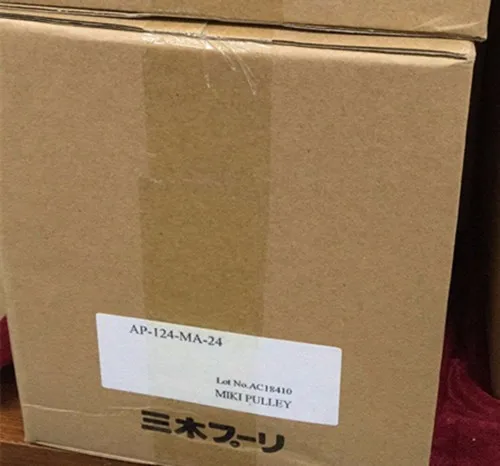 AP-124-MA-24
Lot No.AC18410
MIKI PULLEY
三木プーリ